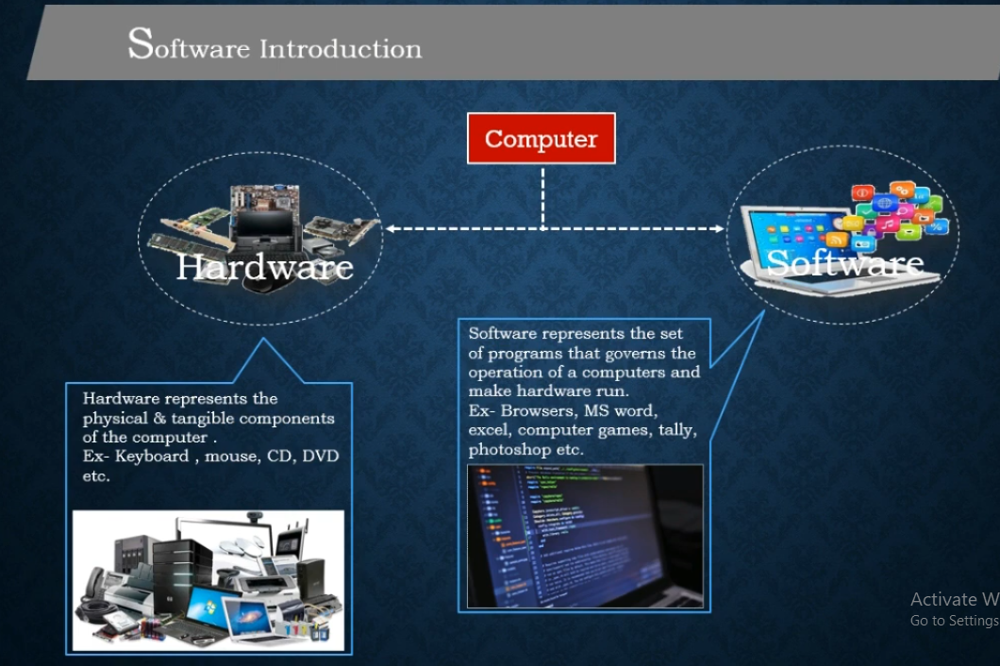 Software Introduction
Computer
Hardware
Software
Hardware represents the
physical & tangible components
of the computer .
Ex- Keyboard , mouse, CD, DVD
etc.
Software represents the set
of programs that governs the
operation of a computers and
make hardware run.
Ex- Browsers, MS word,
excel, computer games, tally,
photoshop etc.
Activate W
Go to Settings